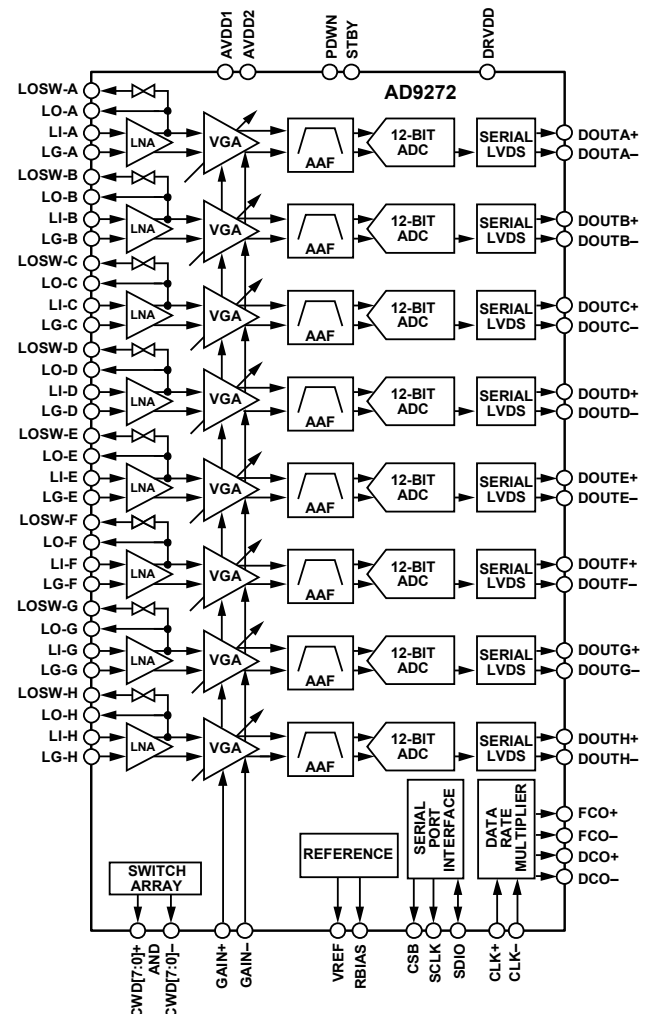 AVDD1
AVDD2
PDWN
STBY
DRVDD
AD9272
LOSW-A
LO-A
LI-A
LG-A
LNA
VGA
AAF
12-BIT
ADC
SERIAL
LVDS
DOUTA+
DOUTA–
LOSW-B
LO-B
LI-B
LG-B
LNA
VGA
AAF
12-BIT
ADC
SERIAL
LVDS
DOUTB+
DOUTB–
LOSW-C
LO-C
LI-C
LG-C
LNA
VGA
AAF
12-BIT
ADC
SERIAL
LVDS
DOUTC+
DOUTC–
LOSW-D
LO-D
LI-D
LG-D
LNA
VGA
AAF
12-BIT
ADC
SERIAL
LVDS
DOUTD+
DOUTD–
LOSW-E
LO-E
LI-E
LG-E
LNA
VGA
AAF
12-BIT
ADC
SERIAL
LVDS
DOUTE+
DOUTE–
LOSW-F
LO-F
LI-F
LG-F
LNA
VGA
AAF
12-BIT
ADC
SERIAL
LVDS
DOUTF+
DOUTF–
LOSW-G
LO-G
LI-G
LG-G
LNA
VGA
AAF
12-BIT
ADC
SERIAL
LVDS
DOUTG+
DOUTG–
LOSW-H
LO-H
LI-H
LG-H
LNA
VGA
AAF
12-BIT
ADC
SERIAL
LVDS
DOUTH+
DOUTH–
SWITCH
ARRAY
REFERENCE
SERIAL
PORT
INTERFACE
DATA
RATE
MULTIPLIER
FCO+
FCO–
DCO+
DCO–
CWD[7:0]+
AND
CWD[7:0]–
GAIN+
GAIN–
VREF
RBIAS
CSB
SCLK
SDIO
CLK+
CLK–